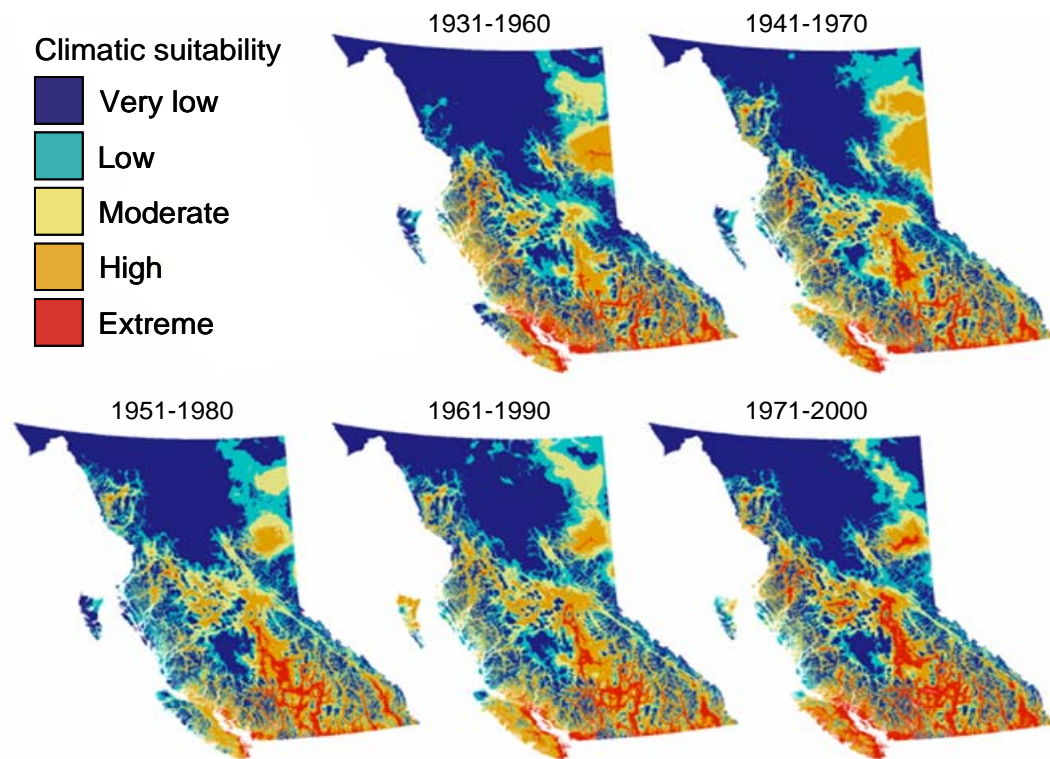 Climatic suitability
Very low
Low
Moderate
High
Extreme
1931-1960
1941-1970
1951-1980
1961-1990
1971-2000